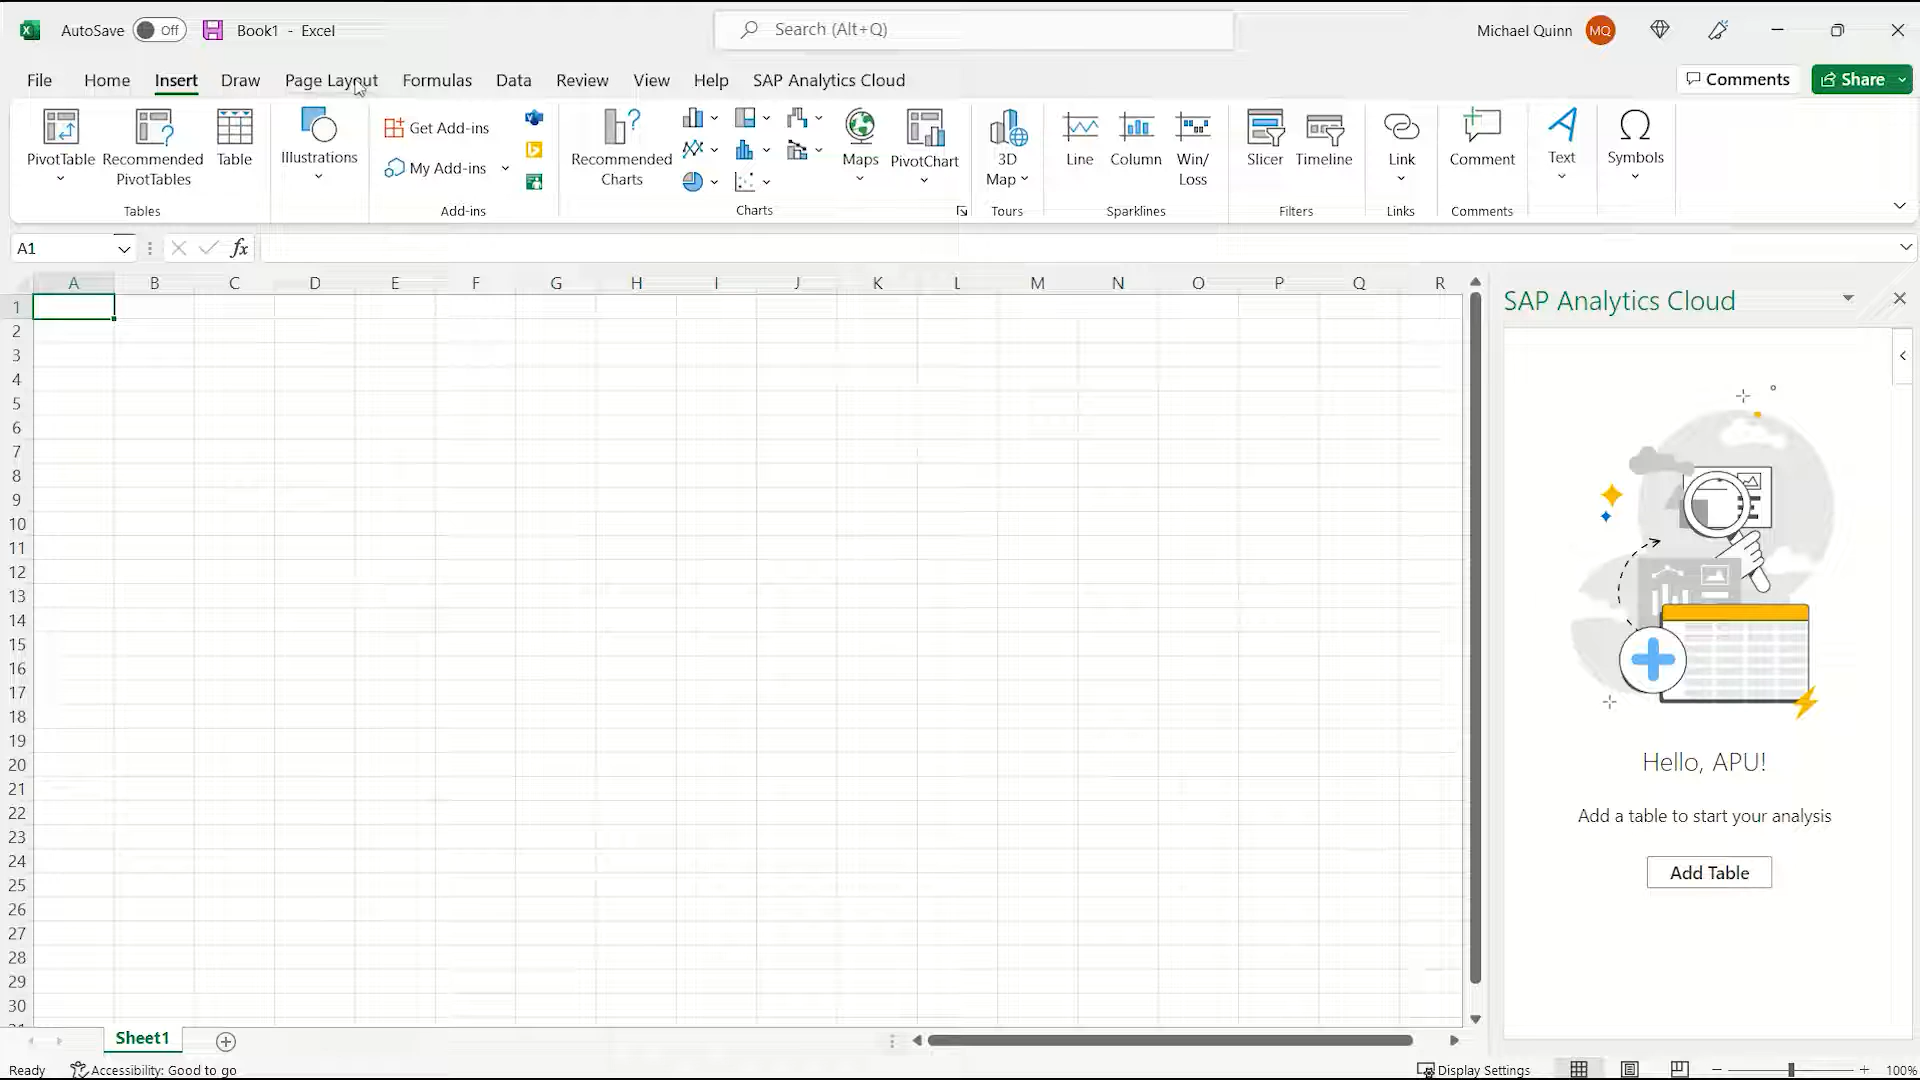 AutoSave Off Book1 - Excel Search (Alt+Q) Michael Quinn MQ
File Home Insert Draw Page Layout Formulas Data Review View Help SAP Analytics Cloud Comments Share
PivotTable Recommended PivotTables Table Illustrations Get Add-ins My Add-ins Recommended Charts Maps PivotChart 3D Map Line Column Win/Loss Slicer Timeline Link Comment Text Symbols
Tables Add-ins Charts Tours Sparklines Filters Links Comments
A1 fx
A B C D E F G H I J K L M N O P Q R
1
2
3
4
5
6
7
8
9
10
11
12
13
14
15
16
17
18
19
20
21
22
23
24
25
26
27
28
29
30
SAP Analytics Cloud
Hello, APU!
Add a table to start your analysis
Add Table
Sheet1
Ready Accessibility: Good to go Display Settings 100%